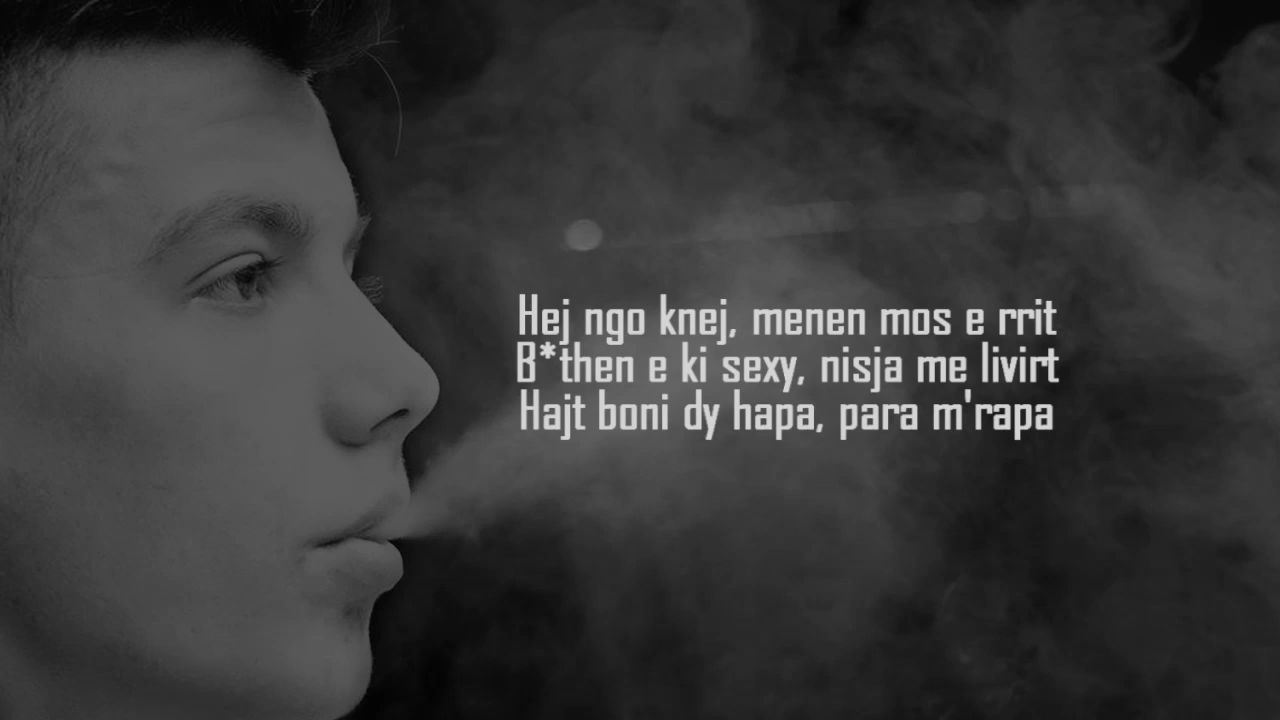 Hej ngo knej, menen mos e rrit
B*then e ki sexy, nisja me livirt
Hajt boni dy hapa, para m'rapa